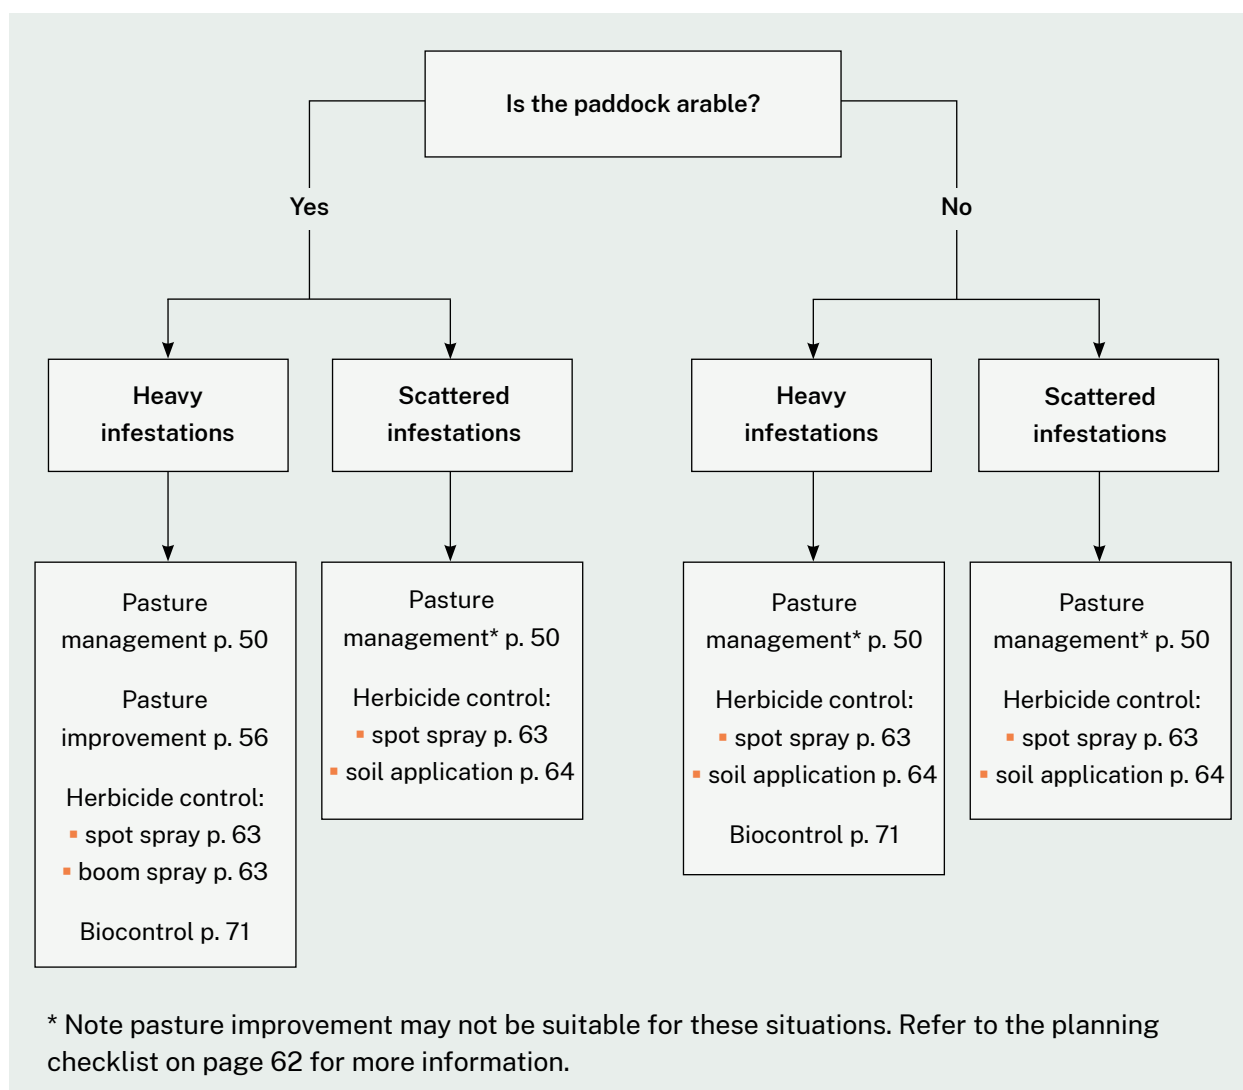 Is the paddock arable?
Yes
No
Heavy
infestations
Scattered
infestations
Heavy
infestations
Scattered
infestations
Pasture
management p. 50
Pasture
improvement p. 56
Herbicide control:
▪ spot spray p. 63
▪ boom spray p. 63
Biocontrol p. 71
Pasture
management* p. 50
Herbicide control:
▪ spot spray p. 63
▪ soil application p. 64
Pasture
management* p. 50
Herbicide control:
▪ spot spray p. 63
▪ soil application p. 64
Biocontrol p. 71
Pasture
management* p. 50
Herbicide control:
▪ spot spray p. 63
▪ soil application p. 64
* Note pasture improvement may not be suitable for these situations. Refer to the planning
checklist on page 62 for more information.